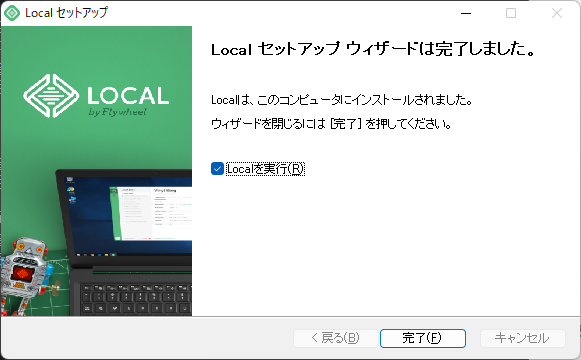 Local セットアップ
Local セットアップ ウィザードは完了しました。
LOCAL
by Flywheel
Localは、このコンピュータにインストールされました。
ウィザードを閉じるには [完了] を押してください。
Localを実行(R)
< 戻る(B)
完了(F)
キャンセル